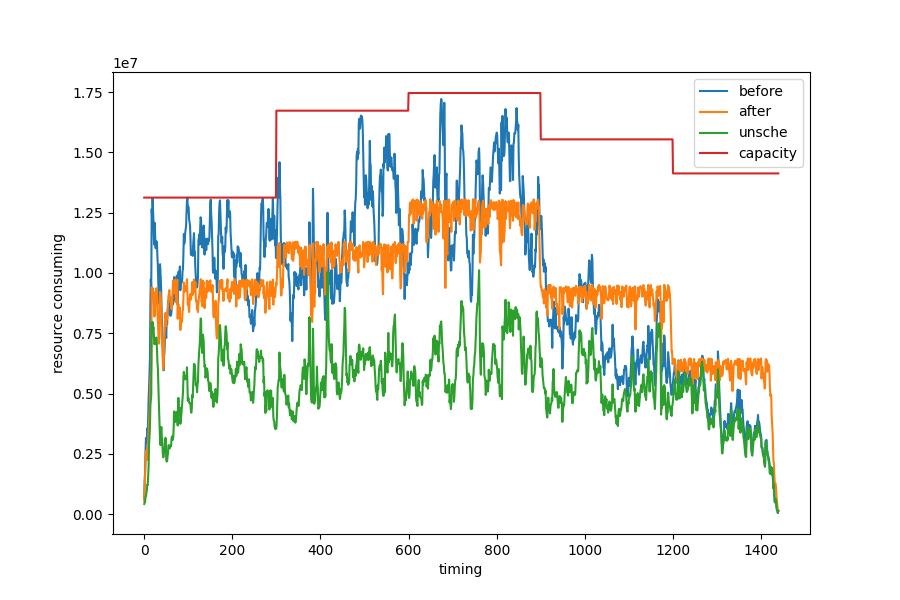 1e7
1.75
1.50
1.25
1.00
0.75
0.50
0.25
0.00
resource consuming
before
after
unsche
capacity
0 200 400 600 800 1000 1200 1400
timing